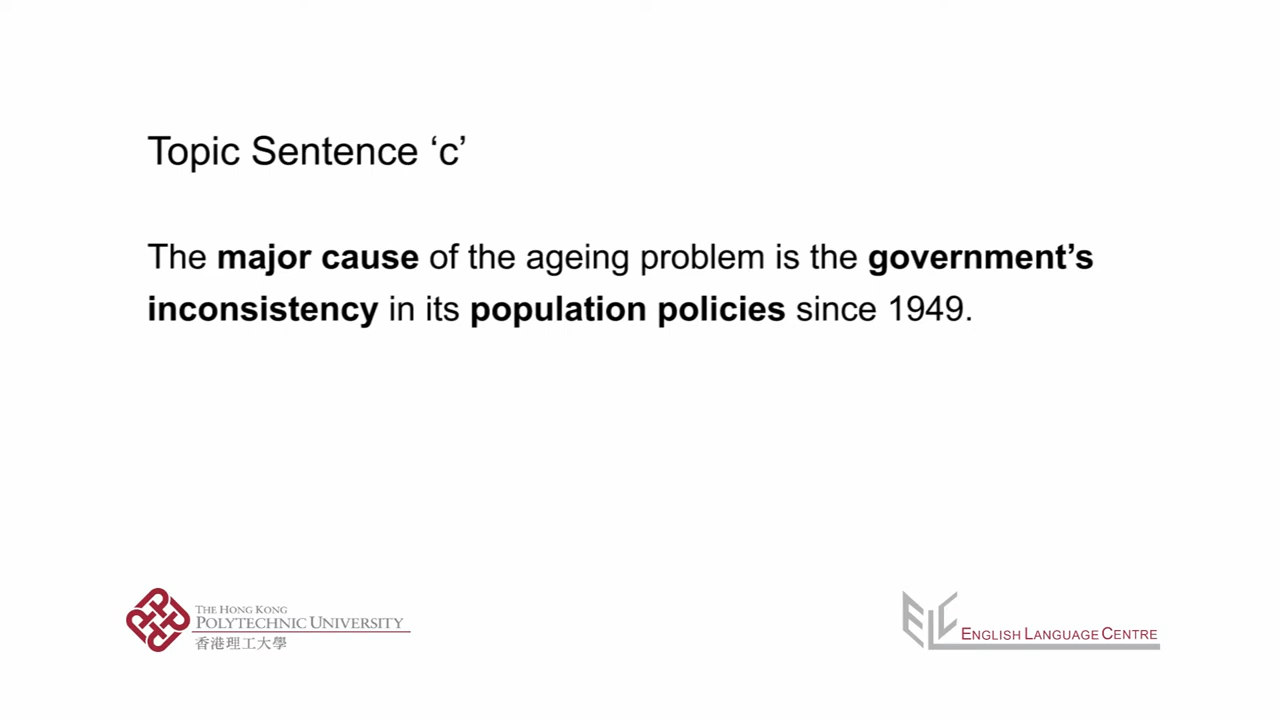 Topic Sentence ‘c’
The major cause of the ageing problem is the government’s
inconsistency in its population policies since 1949.
THE HONG KONG
POLYTECHNIC UNIVERSITY
香港理工大學
ELC
ENGLISH LANGUAGE CENTRE